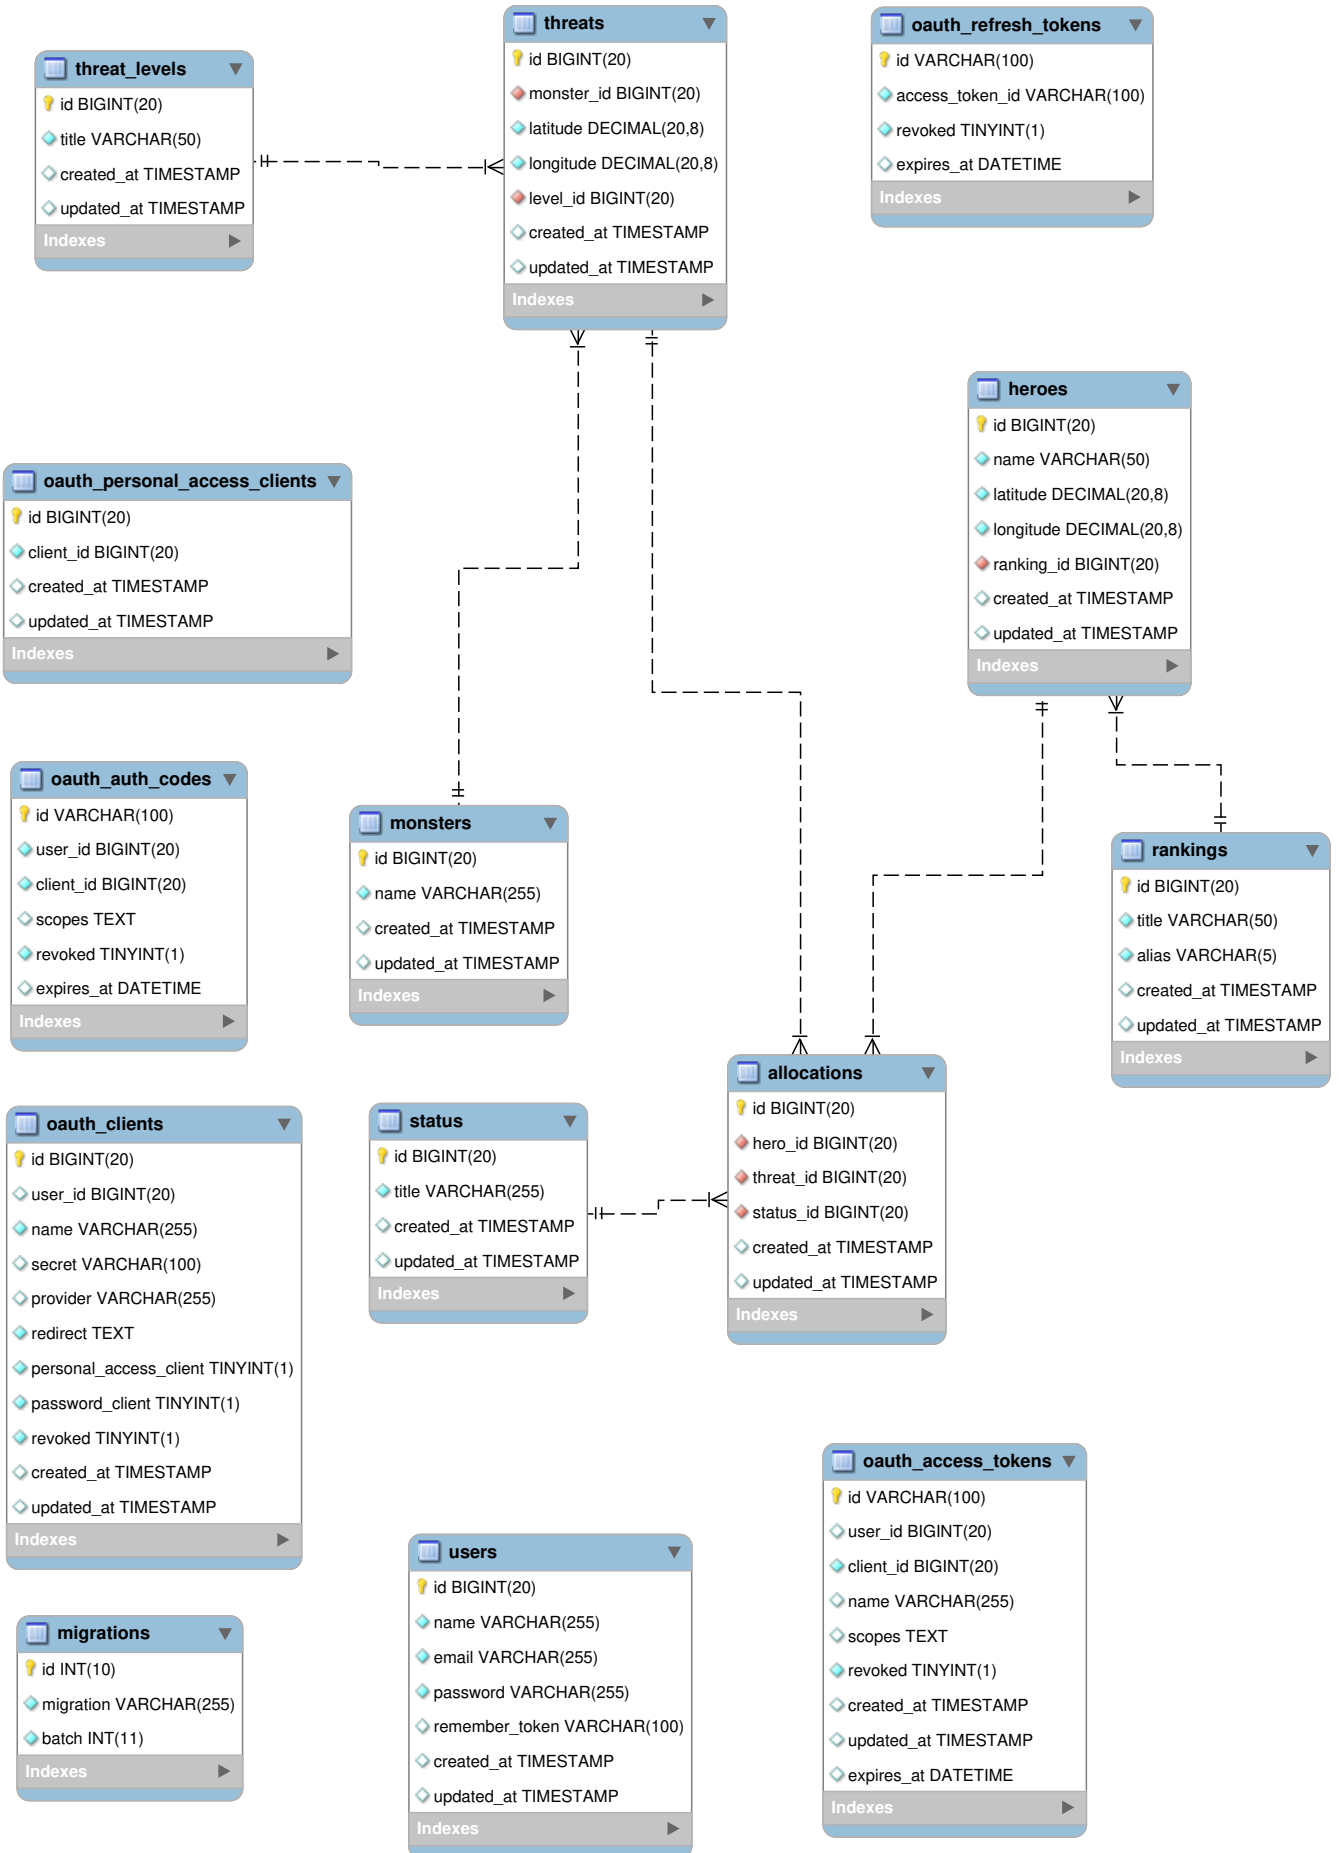 threats
id BIGINT(20)
monster_id BIGINT(20)
latitude DECIMAL(20,8)
longitude DECIMAL(20,8)
level_id BIGINT(20)
created_at TIMESTAMP
updated_at TIMESTAMP
Indexes
oauth_refresh_tokens
id VARCHAR(100)
access_token_id VARCHAR(100)
revoked TINYINT(1)
expires_at DATETIME
Indexes
threat_levels
id BIGINT(20)
title VARCHAR(50)
created_at TIMESTAMP
updated_at TIMESTAMP
Indexes
heroes
id BIGINT(20)
name VARCHAR(50)
latitude DECIMAL(20,8)
longitude DECIMAL(20,8)
ranking_id BIGINT(20)
created_at TIMESTAMP
updated_at TIMESTAMP
Indexes
oauth_personal_access_clients
id BIGINT(20)
client_id BIGINT(20)
created_at TIMESTAMP
updated_at TIMESTAMP
Indexes
oauth_auth_codes
id VARCHAR(100)
user_id BIGINT(20)
client_id BIGINT(20)
scopes TEXT
revoked TINYINT(1)
expires_at DATETIME
Indexes
monsters
id BIGINT(20)
name VARCHAR(255)
created_at TIMESTAMP
updated_at TIMESTAMP
Indexes
rankings
id BIGINT(20)
title VARCHAR(50)
alias VARCHAR(5)
created_at TIMESTAMP
updated_at TIMESTAMP
Indexes
allocations
id BIGINT(20)
hero_id BIGINT(20)
threat_id BIGINT(20)
status_id BIGINT(20)
created_at TIMESTAMP
updated_at TIMESTAMP
Indexes
status
id BIGINT(20)
title VARCHAR(255)
created_at TIMESTAMP
updated_at TIMESTAMP
Indexes
oauth_clients
id BIGINT(20)
user_id BIGINT(20)
name VARCHAR(255)
secret VARCHAR(100)
provider VARCHAR(255)
redirect TEXT
personal_access_client TINYINT(1)
password_client TINYINT(1)
revoked TINYINT(1)
created_at TIMESTAMP
updated_at TIMESTAMP
Indexes
oauth_access_tokens
id VARCHAR(100)
user_id BIGINT(20)
client_id BIGINT(20)
name VARCHAR(255)
scopes TEXT
revoked TINYINT(1)
created_at TIMESTAMP
updated_at TIMESTAMP
expires_at DATETIME
Indexes
users
id BIGINT(20)
name VARCHAR(255)
email VARCHAR(255)
password VARCHAR(255)
remember_token VARCHAR(100)
created_at TIMESTAMP
updated_at TIMESTAMP
Indexes
migrations
id INT(10)
migration VARCHAR(255)
batch INT(11)
Indexes